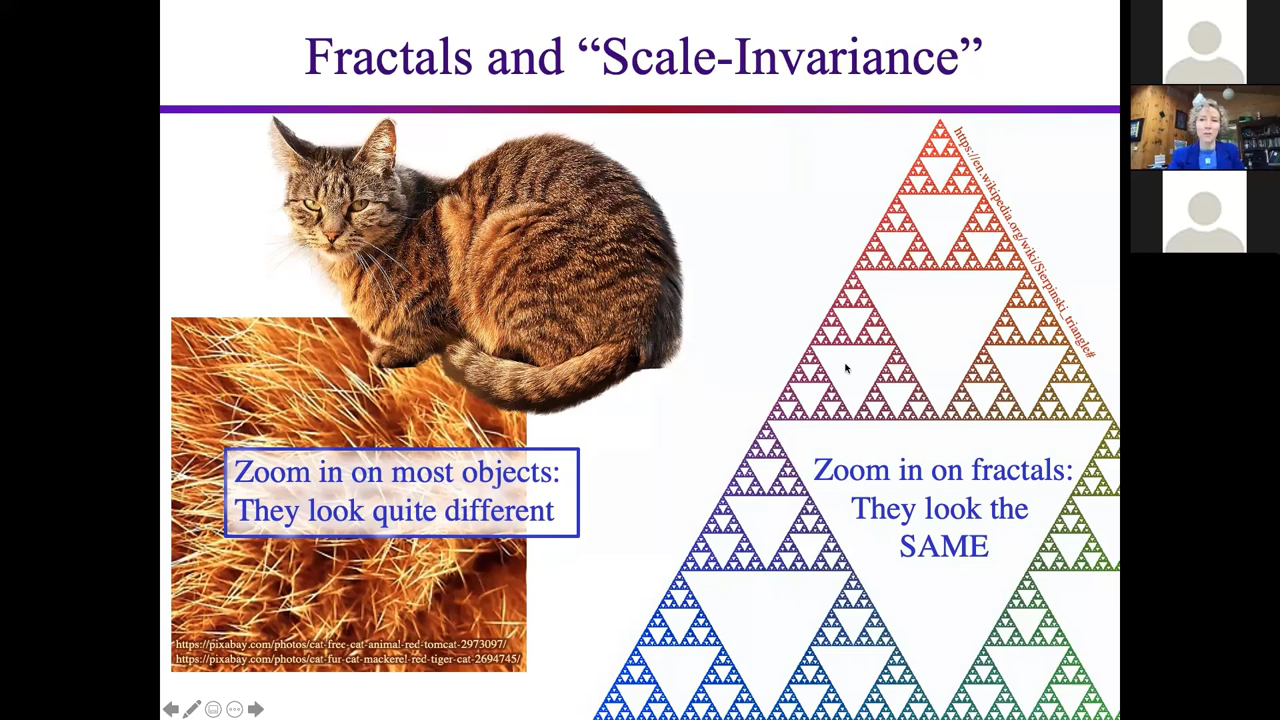 Fractals and “Scale-Invariance”
https://en.wikipedia.org/wiki/Sierpinski_triangle#
Zoom in on most objects:
They look quite different
Zoom in on fractals:
They look the
SAME
https://pixabay.com/photos/cat-free-cat-animal-red-tomcat-2973097/
https://pixabay.com/photos/cat-fur-cat-mackerel-red-tiger-cat-2694745/